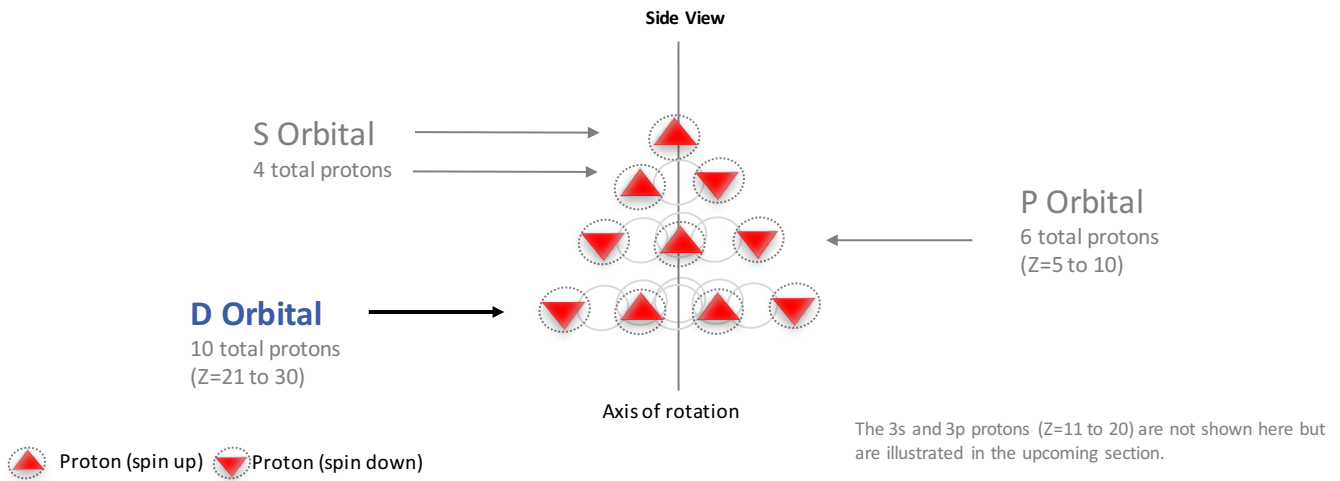 Side View
S Orbital
4 total protons
P Orbital
6 total protons
(Z=5 to 10)
D Orbital
10 total protons
(Z=21 to 30)
Axis of rotation
The 3s and 3p protons (Z=11 to 20) are not shown here but
are illustrated in the upcoming section.
Proton (spin up)
Proton (spin down)